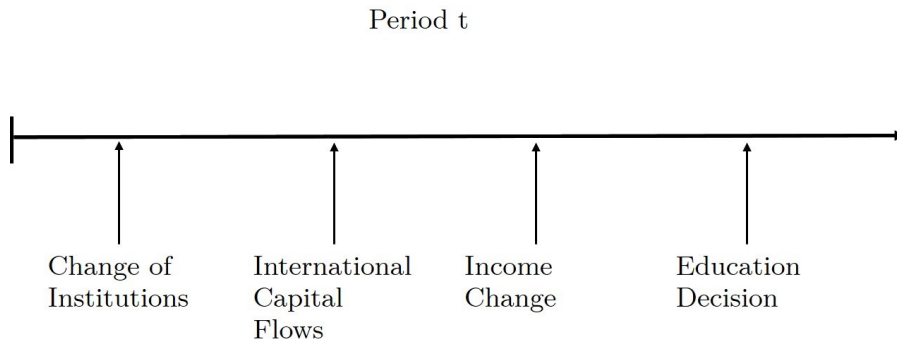 Period t
Change of
Institutions
International
Capital
Flows
Income
Change
Education
Decision